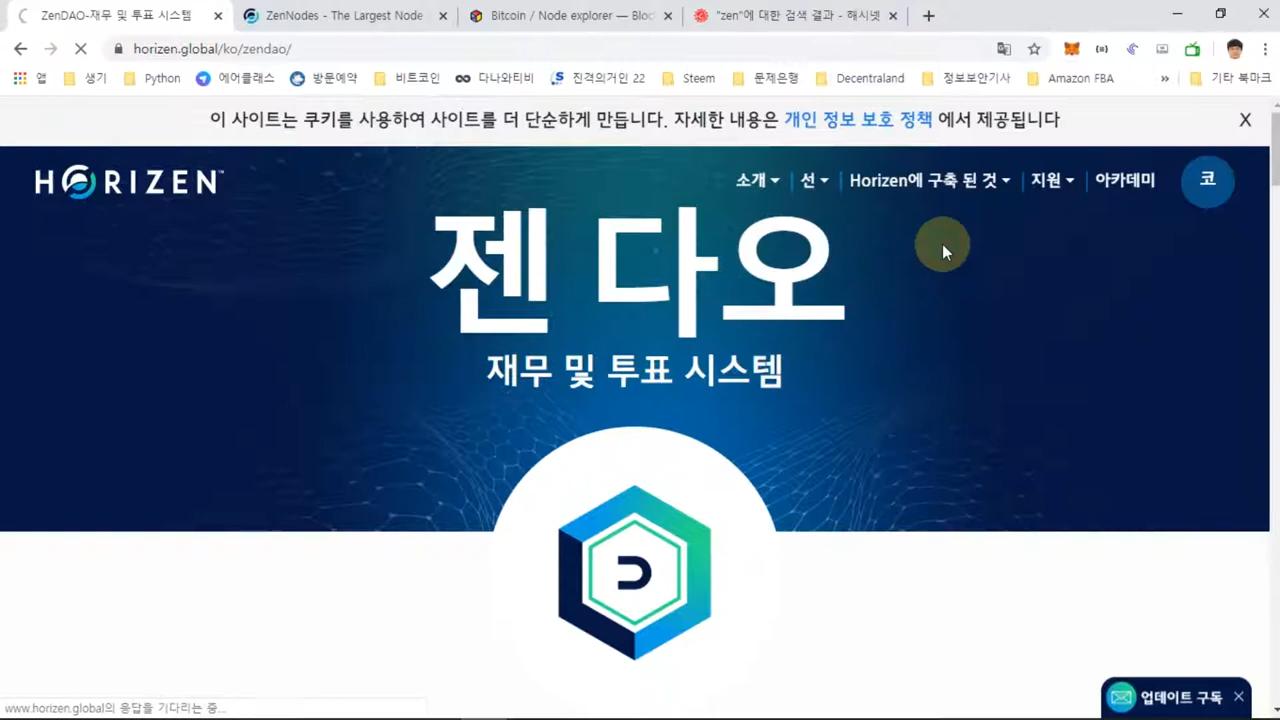 ZenDAO-재무 및 투표 시스템
ZenNodes - The Largest Node
Bitcoin / Node explorer — Bloc
"zen"에 대한 검색 결과 - 해시넷
horizen.global/ko/zendao/
앱
생기
Python
에어클래스
방문예약
비트코인
다나와티비
진격의거인 22
Steem
문제은행
Decentraland
정보보안기사
Amazon FBA
»
기타 북마크
이 사이트는 쿠키를 사용하여 사이트를 더 단순하게 만듭니다. 자세한 내용은 개인 정보 보호 정책 에서 제공됩니다
X
HORIZEN™
소개
선
Horizen에 구축 된 것
지원
아카데미
코
젠 다오
재무 및 투표 시스템
업데이트 구독
www.horizen.global의 응답을 기다리는 중...